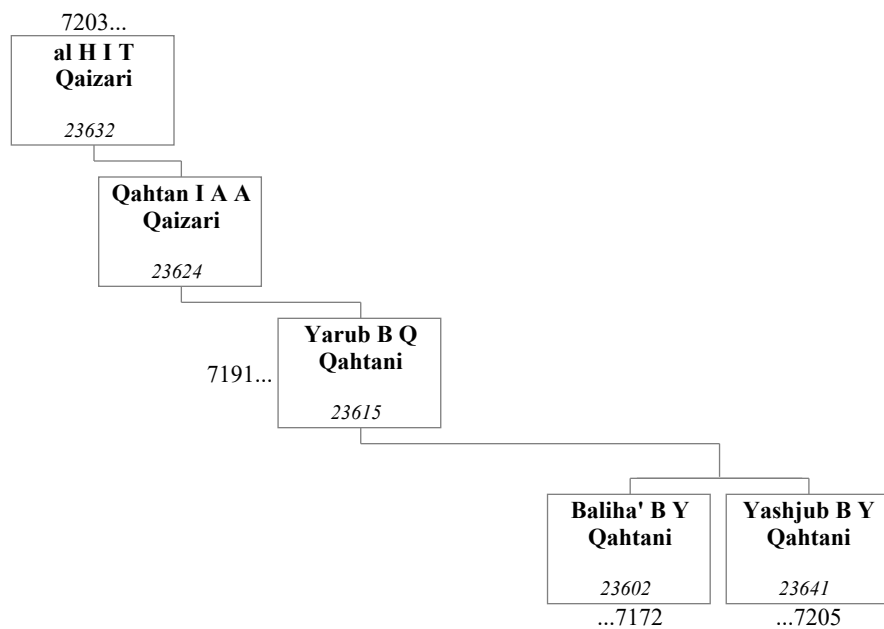 7203...
al H I T
Qaizari
23632
Qahtan I A A
Qaizari
23624
Yarub B Q
Qahtani
7191...
23615
Baliha' B Y
Qahtani
23602
...7172
Yashjub B Y
Qahtani
23641
...7205